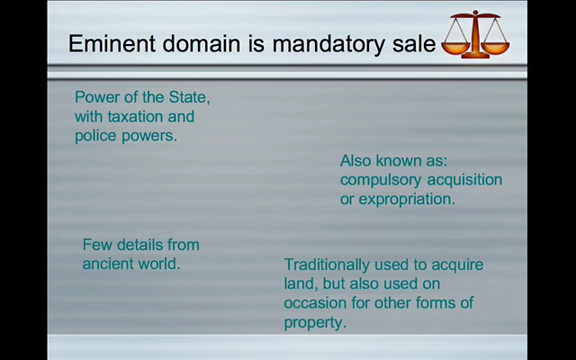 Eminent domain is mandatory sale
Power of the State,
with taxation and
police powers.
Also known as:
compulsory acquisition
or expropriation.
Few details from
ancient world.
Traditionally used to acquire
land, but also used on
occasion for other forms of
property.